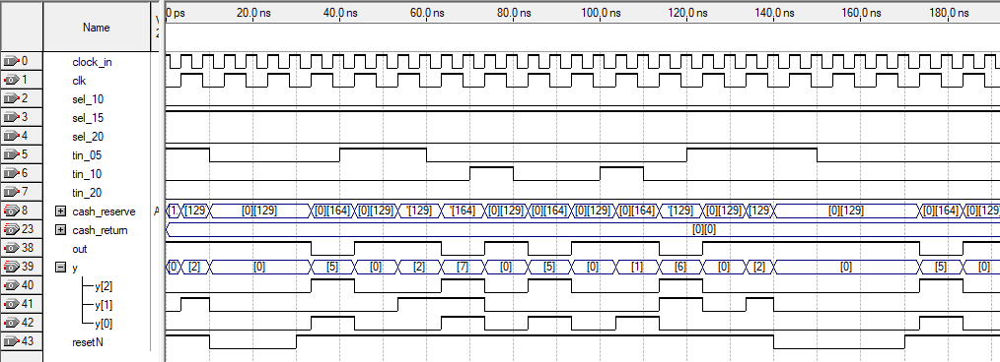 Name V 2 0 ps 20.0 ns 40.0 ns 60.0 ns 80.0 ns 100.0 ns 120.0 ns 140.0 ns 160.0 ns 180.0 ns
0 clock_in
1 clk
2 sel_10
3 sel_15
4 sel_20
5 tin_05
6 tin_10
7 tin_20
8 cash_reserve A [1. [129] [0][129] [0][164] [0][129] '[129] '[164] [0][129] [0][164] [0][129] [0][164] '[129] [0][129] [129] [0][129] [0][164] [0][129
23 cash_return [0][0]
38 out
39 y [0 [2] [0] [5] [0] [2] [7] [0] [5] [0] [1] [6] [0] [2] [0] [5] [0]
40 y[2]
41 y[1]
42 y[0]
43 resetN